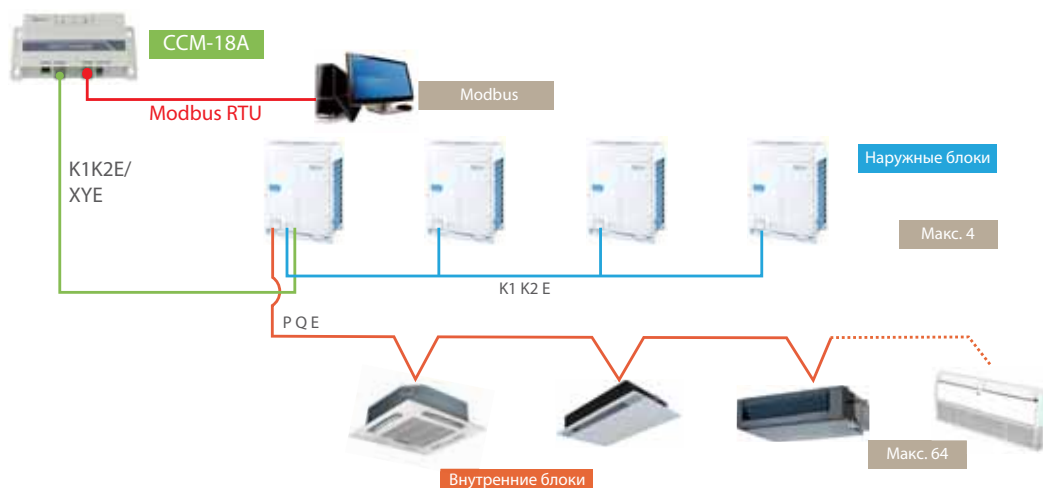 CCM-18A
Modbus
Modbus RTU
K1K2E/
XYE
Наружные блоки
Макс. 4
K1 K2 E
P Q E
Макс. 64
Внутренние блоки